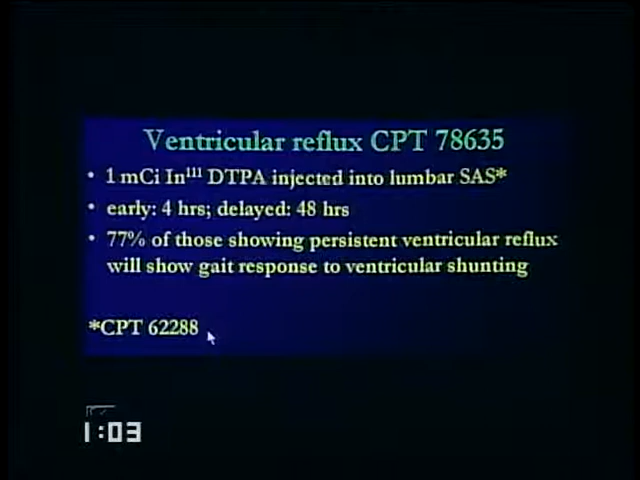 Ventricular reflux CPT 78635
• 1 mCi In¹¹¹ DTPA injected into lumbar SAS*
• early: 4 hrs; delayed: 48 hrs
• 77% of those showing persistent ventricular reflux
will show gait response to ventricular shunting
*CPT 62288
1:03